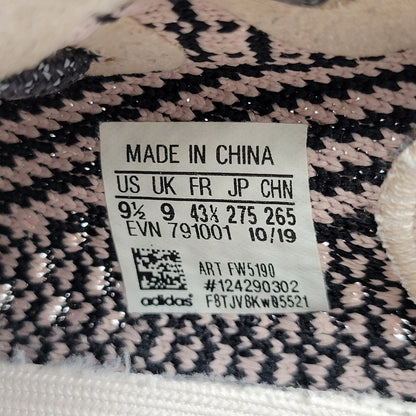 MADE IN CHINA
US UK FR JP CHN
9½ 9 43⅓ 275 265
EVN 791001 10/19
ART FW5190
#124290302
adidas F8TJV8KW05521